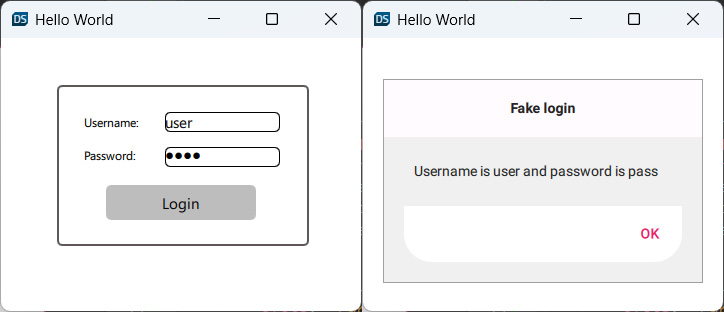 DS Hello World
Username: user
Password: ●●●●
Login
DS Hello World
Fake login
Username is user and password is pass
OK